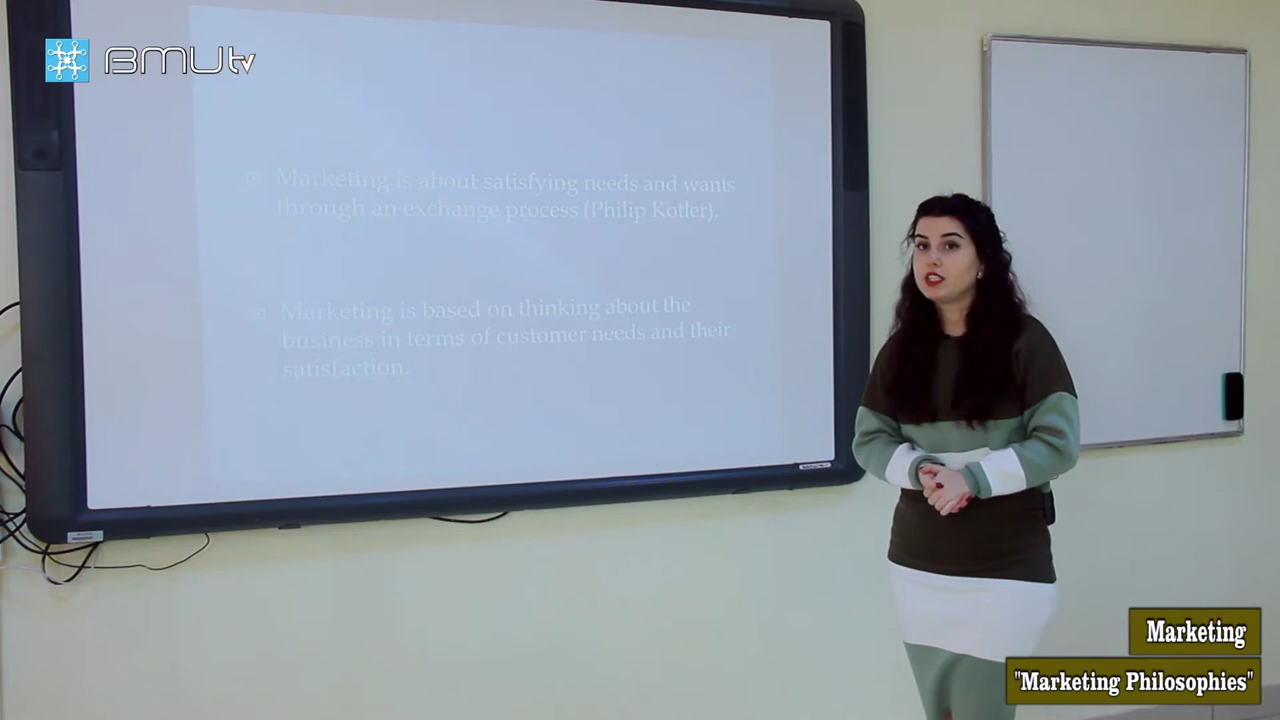 BMUtv
Marketing is about satisfying needs and wants
through an exchange process (Philip Kotler).
Marketing is based on thinking about the
business in terms of customer needs and their
satisfaction.
Marketing
"Marketing Philosophies"